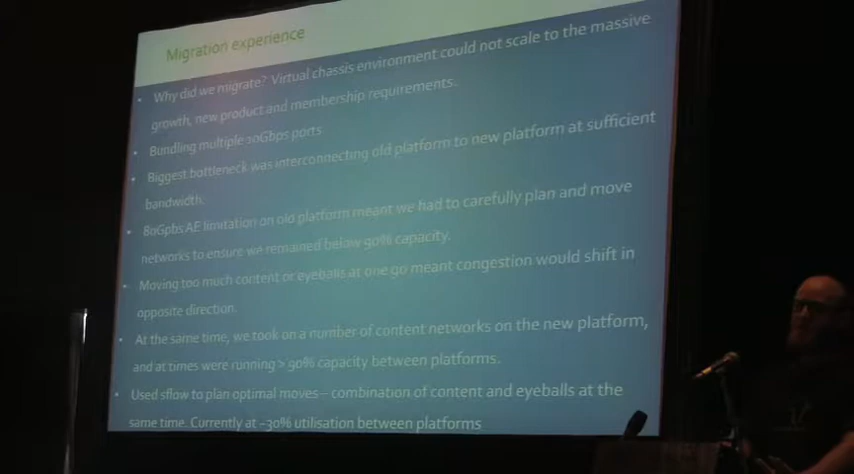 Migration experience
• Why did we migrate? Virtual chassis environment could not scale to the massive
growth, new product and membership requirements.
• Bundling multiple 10Gbps ports
• Biggest bottleneck was interconnecting old platform to new platform at sufficient
bandwidth.
• 80Gpbs AE limitation on old platform meant we had to carefully plan and move
networks to ensure we remained below 90% capacity.
• Moving too much content or eyeballs at one go meant congestion would shift in
opposite direction.
• At the same time, we took on a number of content networks on the new platform,
and at times were running > 90% capacity between platforms.
• Used sflow to plan optimal moves – combination of content and eyeballs at the
same time. Currently at ~30% utilisation between platforms